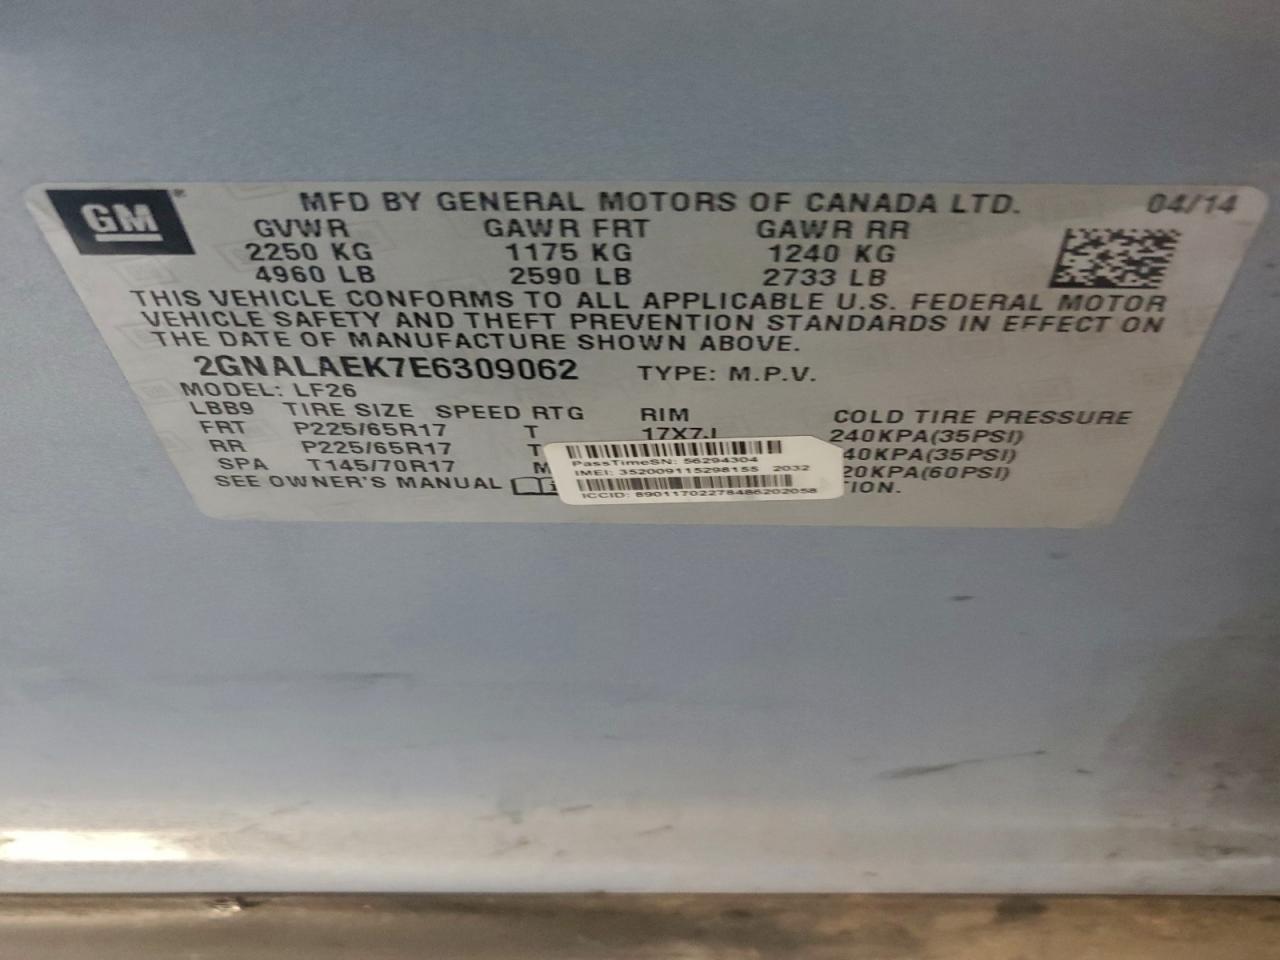 GM
MFD BY GENERAL MOTORS OF CANADA LTD. 04/14
GVWR GAWR FRT GAWR RR
2250 KG 1175 KG 1240 KG
4960 LB 2590 LB 2733 LB
THIS VEHICLE CONFORMS TO ALL APPLICABLE U.S. FEDERAL MOTOR
VEHICLE SAFETY AND THEFT PREVENTION STANDARDS IN EFFECT ON
THE DATE OF MANUFACTURE SHOWN ABOVE.
2GNALAEK7E6309062 TYPE: M.P.V.
MODEL: LF26
LBB9 TIRE SIZE SPEED RTG RIM COLD TIRE PRESSURE
FRT P225/65R17 T 17X7J 240KPA(35PSI)
RR P225/65R17 T 40KPA(35PSI)
SPA T145/70R17 M 20KPA(60PSI)
SEE OWNER'S MANUAL TION.
PassTimeSN: 56294304
IMEI: 352009115298155 2032
ICCID: 89011702278486202058